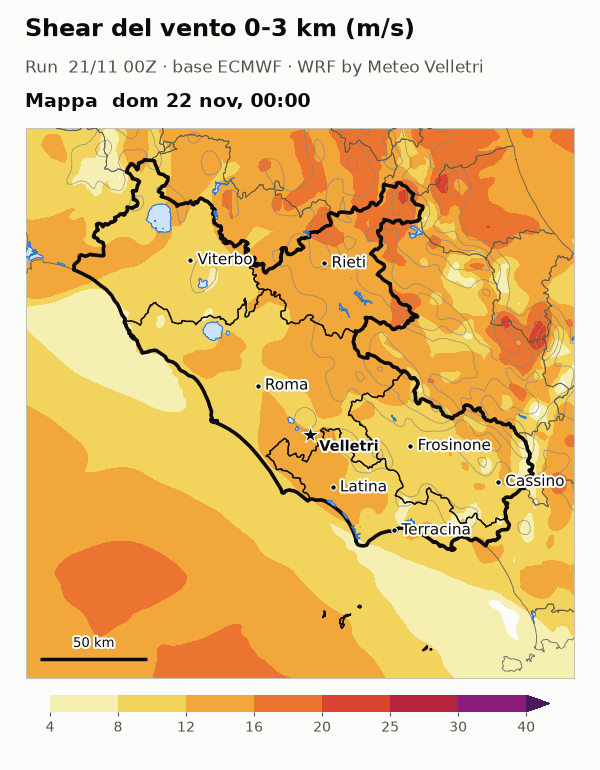 Shear del vento 0-3 km (m/s)
Run  21/11 00Z · base ECMWF · WRF by Meteo Velletri
Mappa  dom 22 nov, 00:00
Viterbo
Rieti
Roma
Velletri
Frosinone
Cassino
Latina
Terracina
50 km
4 8 12 16 20 25 30 40